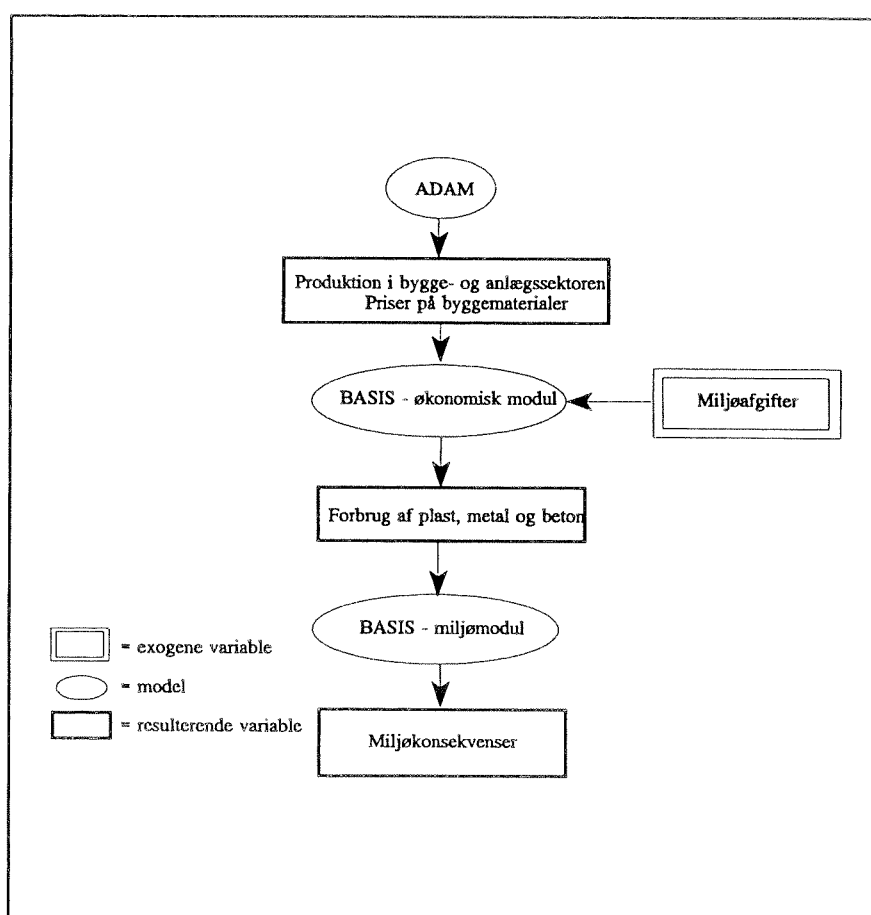 ADAM
Produktion i bygge- og anlægssektoren
Priser på byggematerialer
BASIS - økonomisk modul
Miljøafgifter
Forbrug af plast, metal og beton
BASIS - miljømodul
= exogene variable
= model
= resulterende variable
Miljøkonsekvenser